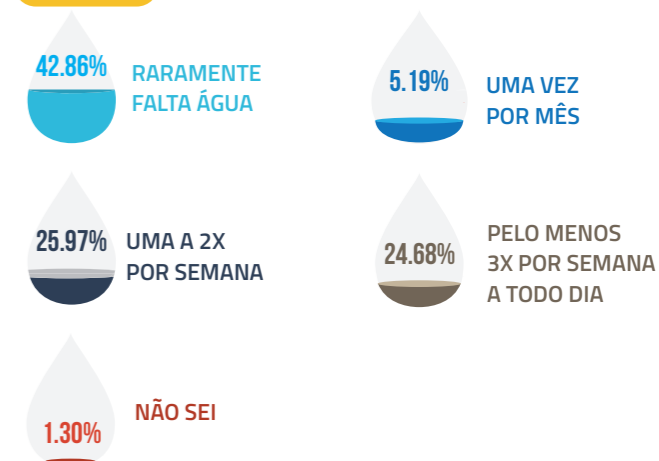 42.86%
RARAMENTE
FALTA ÁGUA
5.19%
UMA VEZ
POR MÊS
25.97%
UMA A 2X
POR SEMANA
24.68%
PELO MENOS
3X POR SEMANA
A TODO DIA
1.30%
NÃO SEI